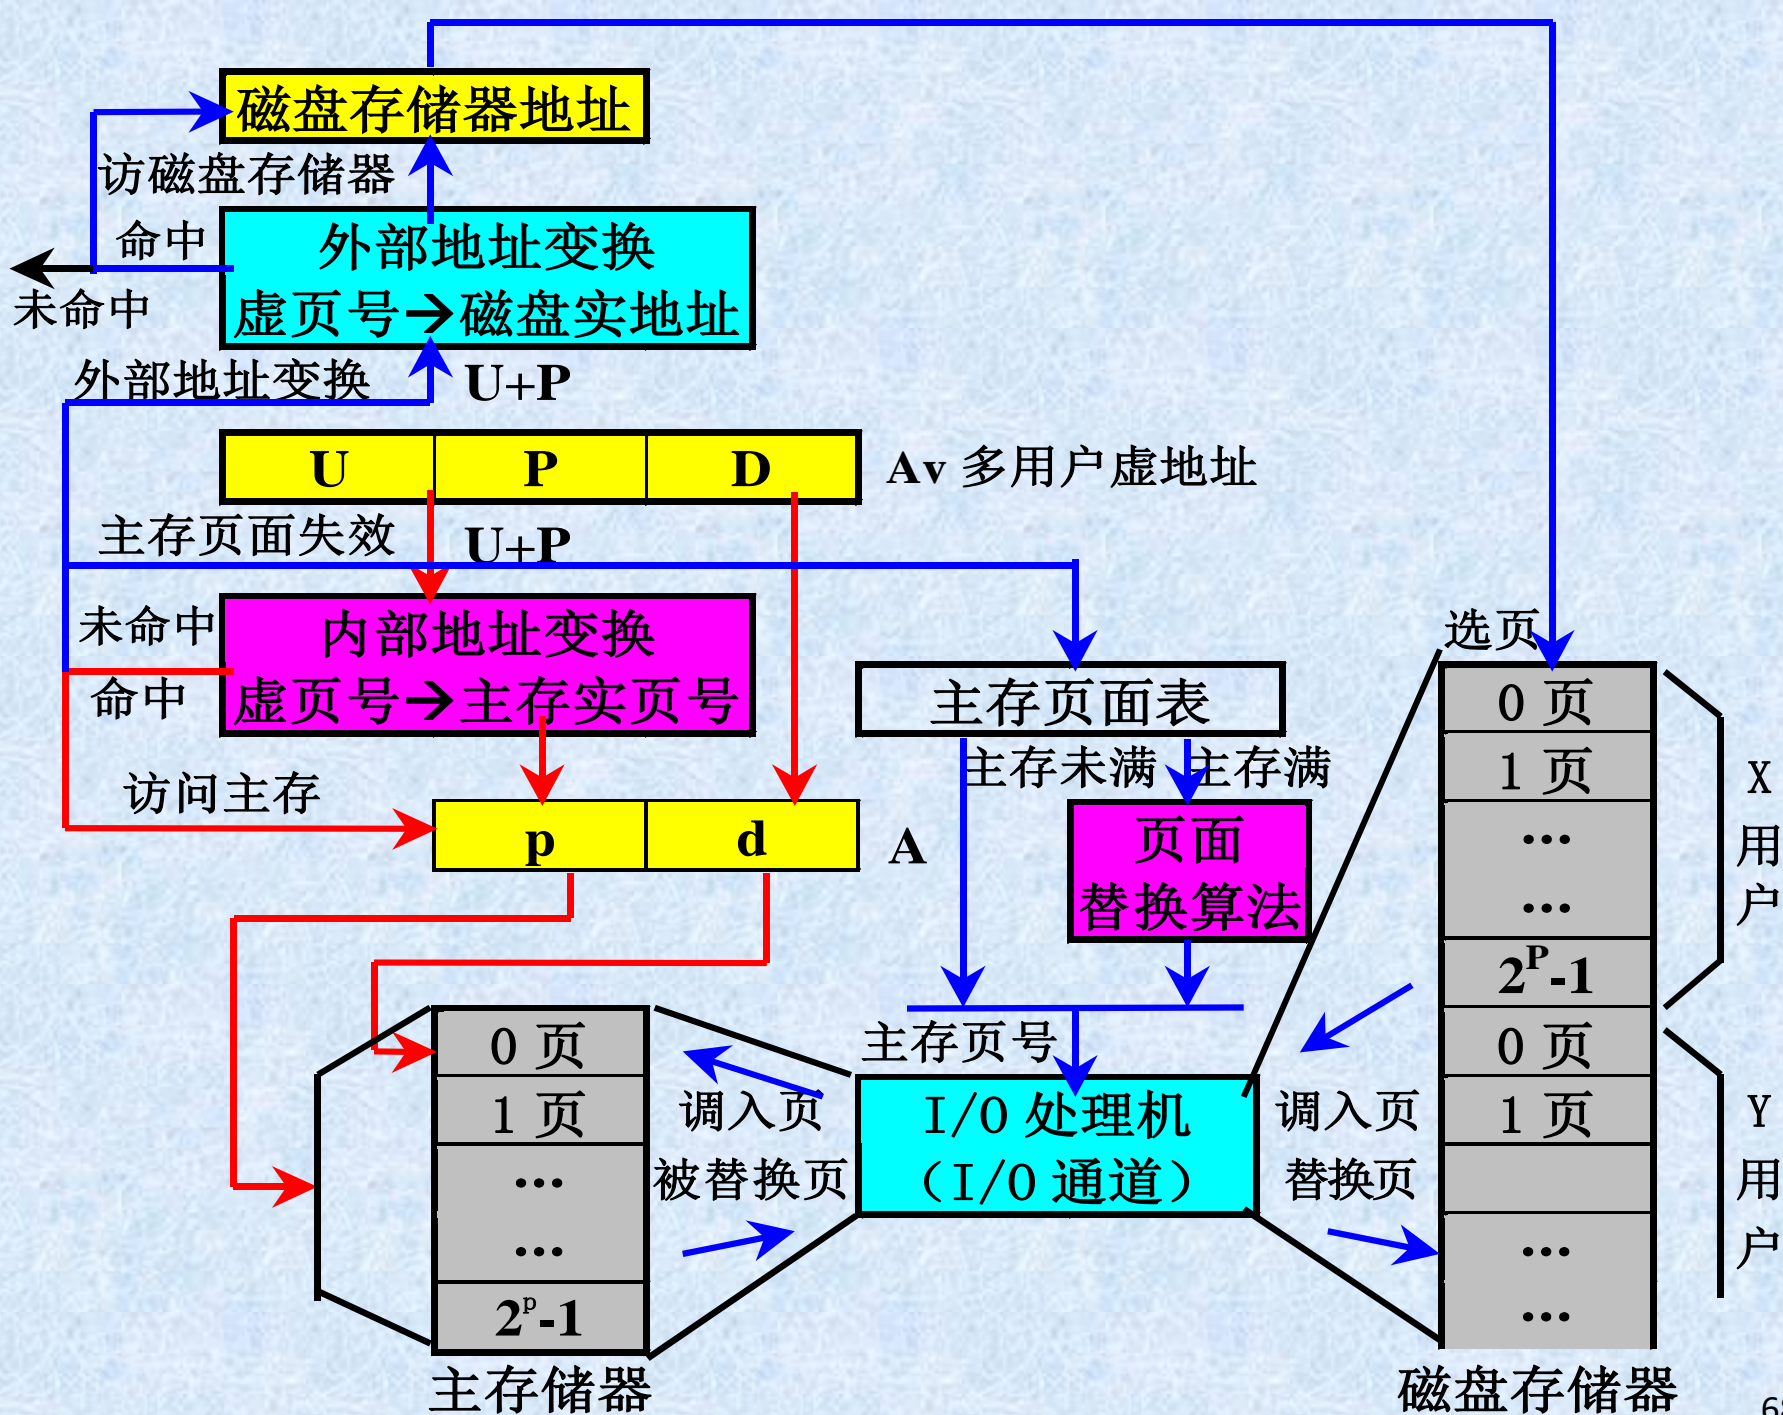 磁盘存储器地址
访磁盘存储器
命中
外部地址变换
虚页号→磁盘实地址
未命中
外部地址变换
U+P
U
P
D
Av 多用户虚地址
主存页面失效
U+P
未命中
内部地址变换
虚页号→主存实页号
命中
访问主存
p
d
A
主存页面表
主存未满
主存满
页面
替换算法
主存页号
I/O 处理机
（I/O 通道）
调入页
被替换页
调入页
替换页
0 页
1 页
…
…
2ᵖ-1
主存储器
选页
0 页
1 页
…
…
2ᴾ-1
0 页
1 页
…
…
磁盘存储器
X
用
户
Y
用
户